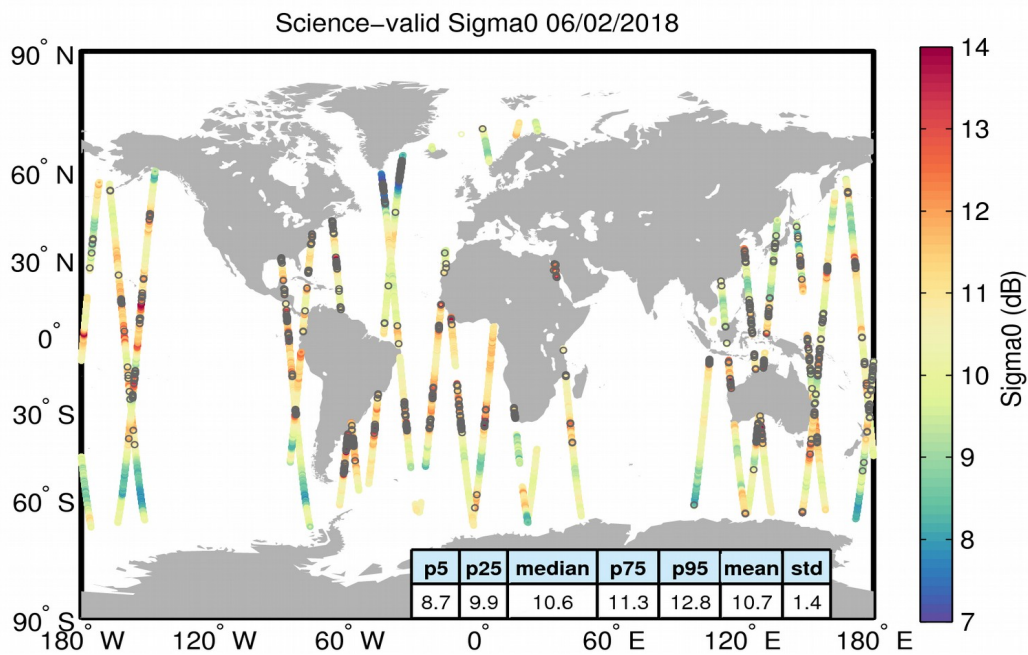 Science−valid Sigma0 06/02/2018
90° N
60° N
30° N
0°
30° S
60° S
90° S
180° W
120° W
60° W
0°
60° E
120° E
180° E
14
13
12
11
10
9
8
7
Sigma0 (dB)
p5 p25 median p75 p95 mean std
8.7 9.9 10.6 11.3 12.8 10.7 1.4